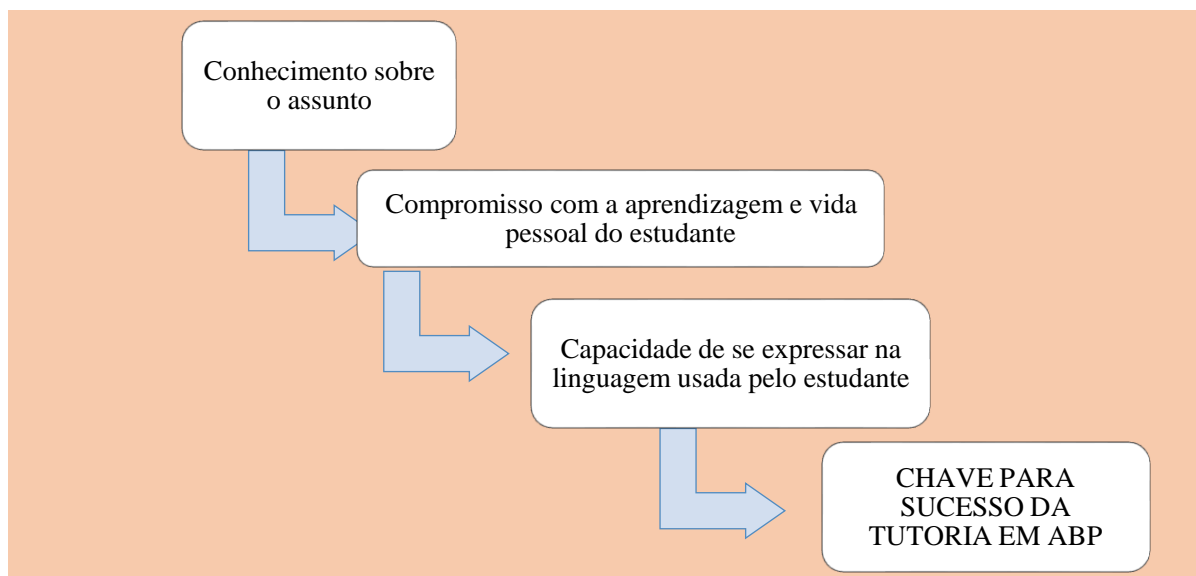 Conhecimento sobre
o assunto
Compromisso com a aprendizagem e vida
pessoal do estudante
Capacidade de se expressar na
linguagem usada pelo estudante
CHAVE PARA
SUCESSO DA
TUTORIA EM ABP